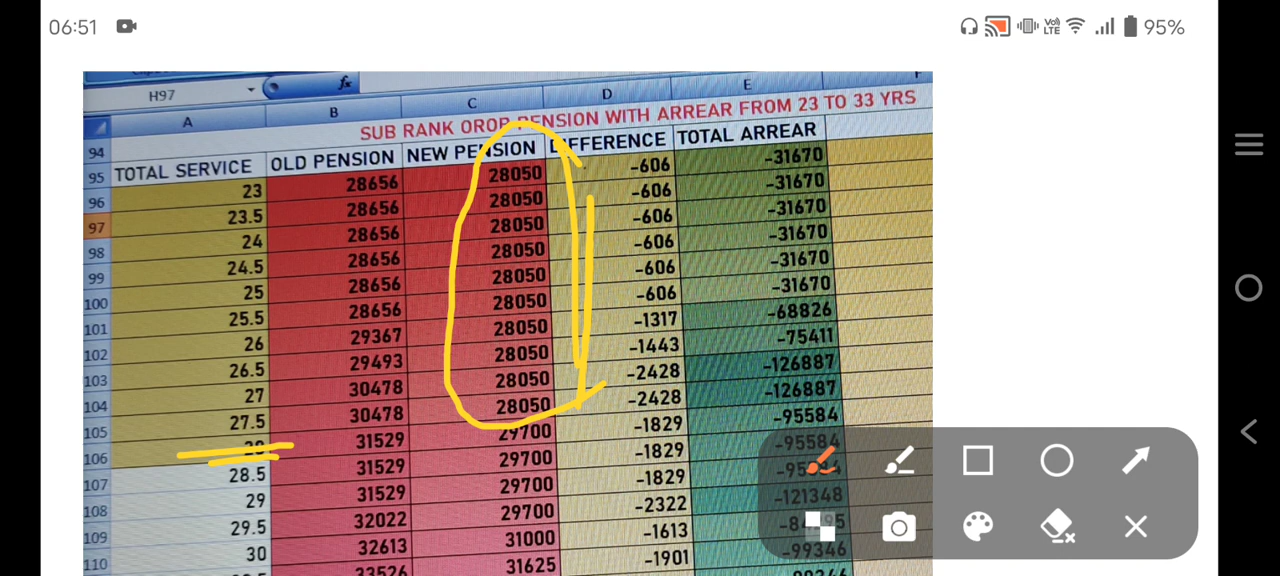 06:51 VoLTE 95%
H97 fx
A B C D E F
94 SUB RANK OROP PENSION WITH ARREAR FROM 23 TO 33 YRS
95 TOTAL SERVICE OLD PENSION NEW PENSION DIFFERENCE TOTAL ARREAR
96 23 28656 28050 -606 -31670
97 23.5 28656 28050 -606 -31670
98 24 28656 28050 -606 -31670
99 24.5 28656 28050 -606 -31670
100 25 28656 28050 -606 -31670
101 25.5 28656 28050 -606 -31670
102 26 29367 28050 -1317 -68826
103 26.5 29493 28050 -1443 -75411
104 27 30478 28050 -2428 -126887
105 27.5 30478 28050 -2428 -126887
106 31529 29700 -1829 -95584
107 28.5 31529 29700 -1829 -95584
108 29 31529 29700 -1829
109 29.5 32022 29700 -2322 -121348
110 30 32613 31000 -1613
33526 31625 -1901 -99346